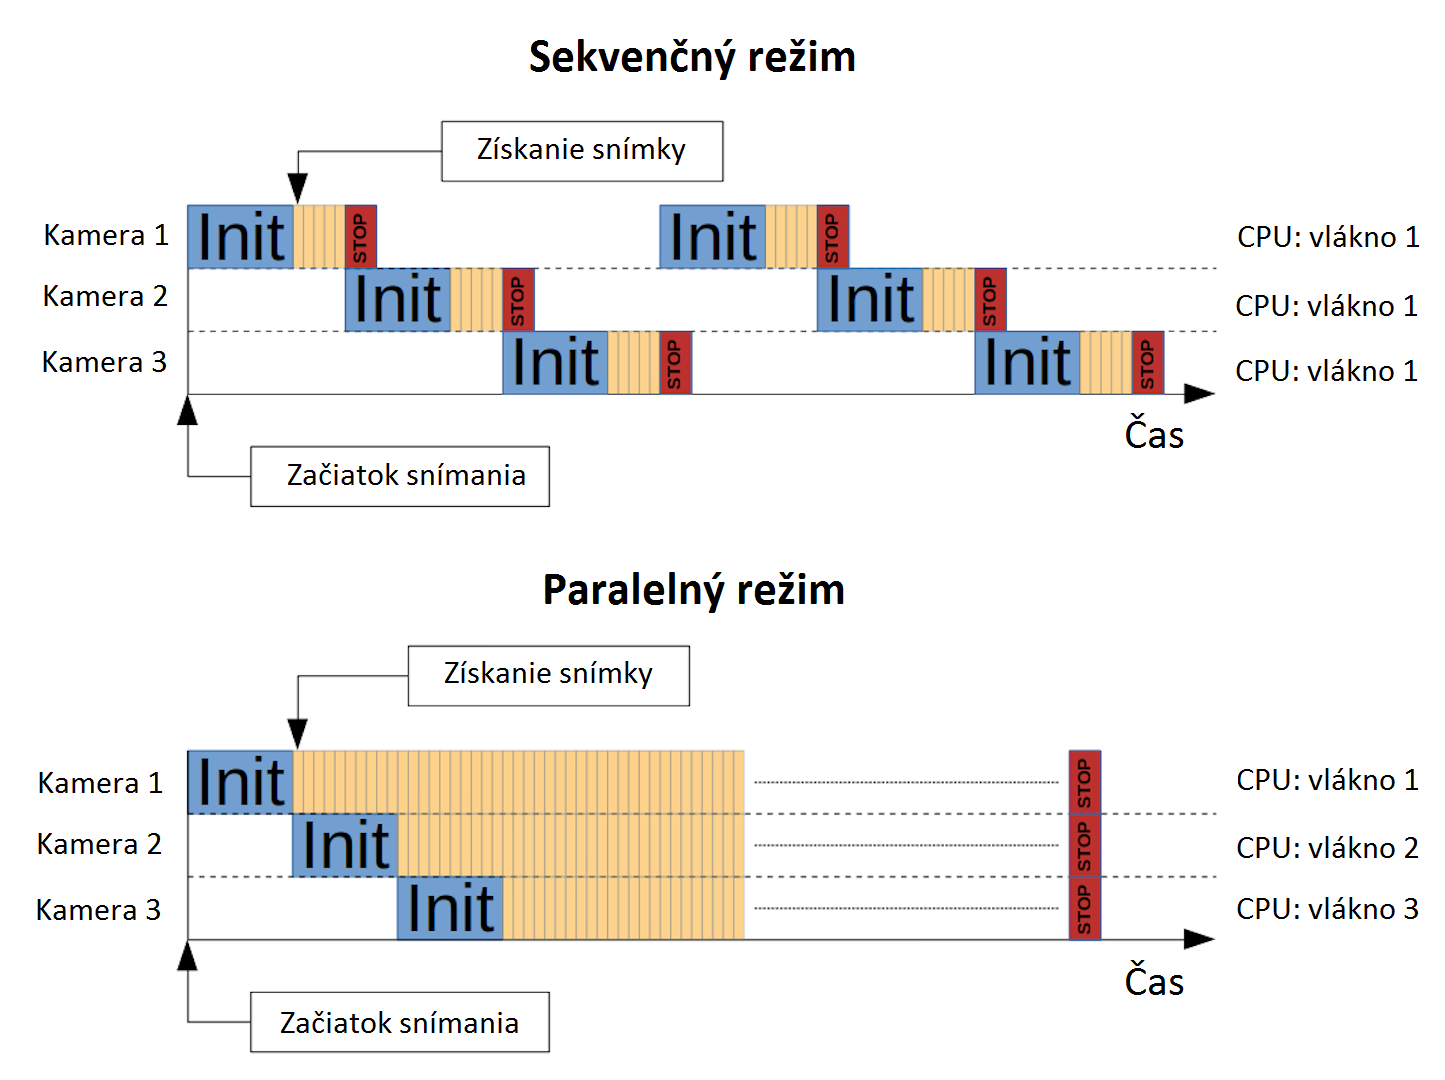 Sekvenčný režim
Získanie snímky
Kamera 1 Init STOP Init STOP CPU: vlákno 1
Kamera 2 Init STOP Init STOP CPU: vlákno 1
Kamera 3 Init STOP Init STOP CPU: vlákno 1
Čas
Začiatok snímania
Paralelný režim
Získanie snímky
Kamera 1 Init STOP CPU: vlákno 1
Kamera 2 Init STOP CPU: vlákno 2
Kamera 3 Init STOP CPU: vlákno 3
Čas
Začiatok snímania